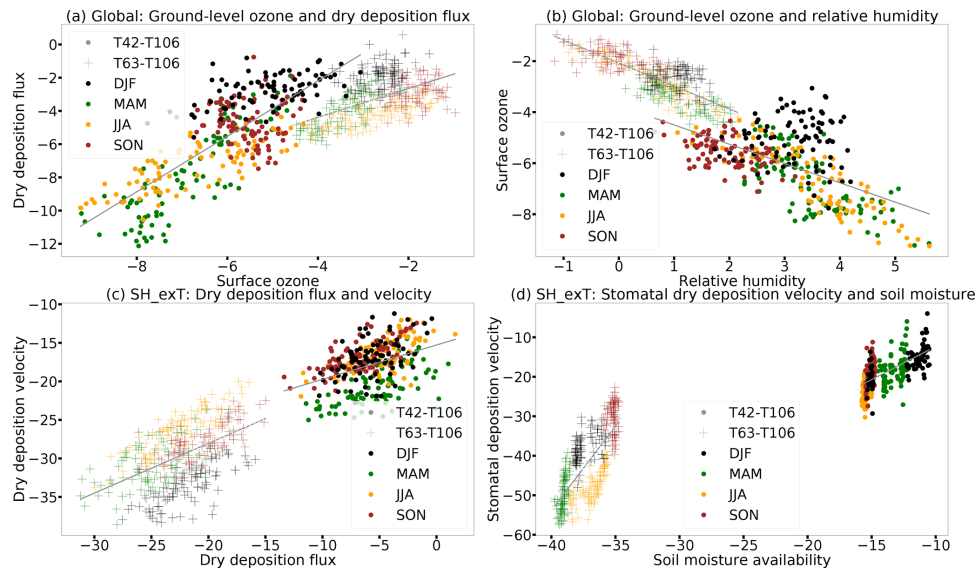 (a) Global: Ground-level ozone and dry deposition flux
Dry deposition flux
0
−2
−4
−6
−8
−10
−12
T42-T106
T63-T106
DJF
MAM
JJA
SON
−8
−6
−4
−2
Surface ozone
(b) Global: Ground-level ozone and relative humidity
Surface ozone
−2
−4
−6
−8
T42-T106
T63-T106
DJF
MAM
JJA
SON
−1
0
1
2
3
4
5
Relative humidity
(c) SH_exT: Dry deposition flux and velocity
Dry deposition velocity
−10
−15
−20
−25
−30
−35
T42-T106
T63-T106
DJF
MAM
JJA
SON
−30
−25
−20
−15
−10
−5
0
Dry deposition flux
(d) SH_exT: Stomatal dry deposition velocity and soil moisture
Stomatal deposition velocity
0
−10
−20
−30
−40
−50
−60
T42-T106
T63-T106
DJF
MAM
JJA
SON
−40
−35
−30
−25
−20
−15
−10
Soil moisture availability